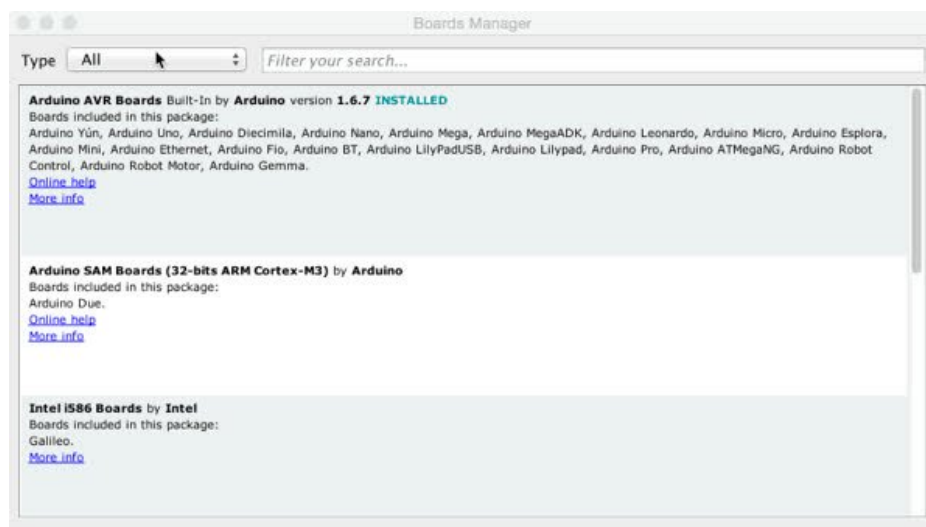 Boards Manager
Type All Filter your search...
Arduino AVR Boards Built-In by Arduino version 1.6.7 INSTALLED
Boards included in this package:
Arduino Yún, Arduino Uno, Arduino Diecimila, Arduino Nano, Arduino Mega, Arduino MegaADK, Arduino Leonardo, Arduino Micro, Arduino Esplora,
Arduino Mini, Arduino Ethernet, Arduino Fio, Arduino BT, Arduino LilyPadUSB, Arduino Lilypad, Arduino Pro, Arduino ATMegaNG, Arduino Robot
Control, Arduino Robot Motor, Arduino Gemma.
Online help
More info
Arduino SAM Boards (32-bits ARM Cortex-M3) by Arduino
Boards included in this package:
Arduino Due.
Online help
More info
Intel i586 Boards by Intel
Boards included in this package:
Galileo.
More info